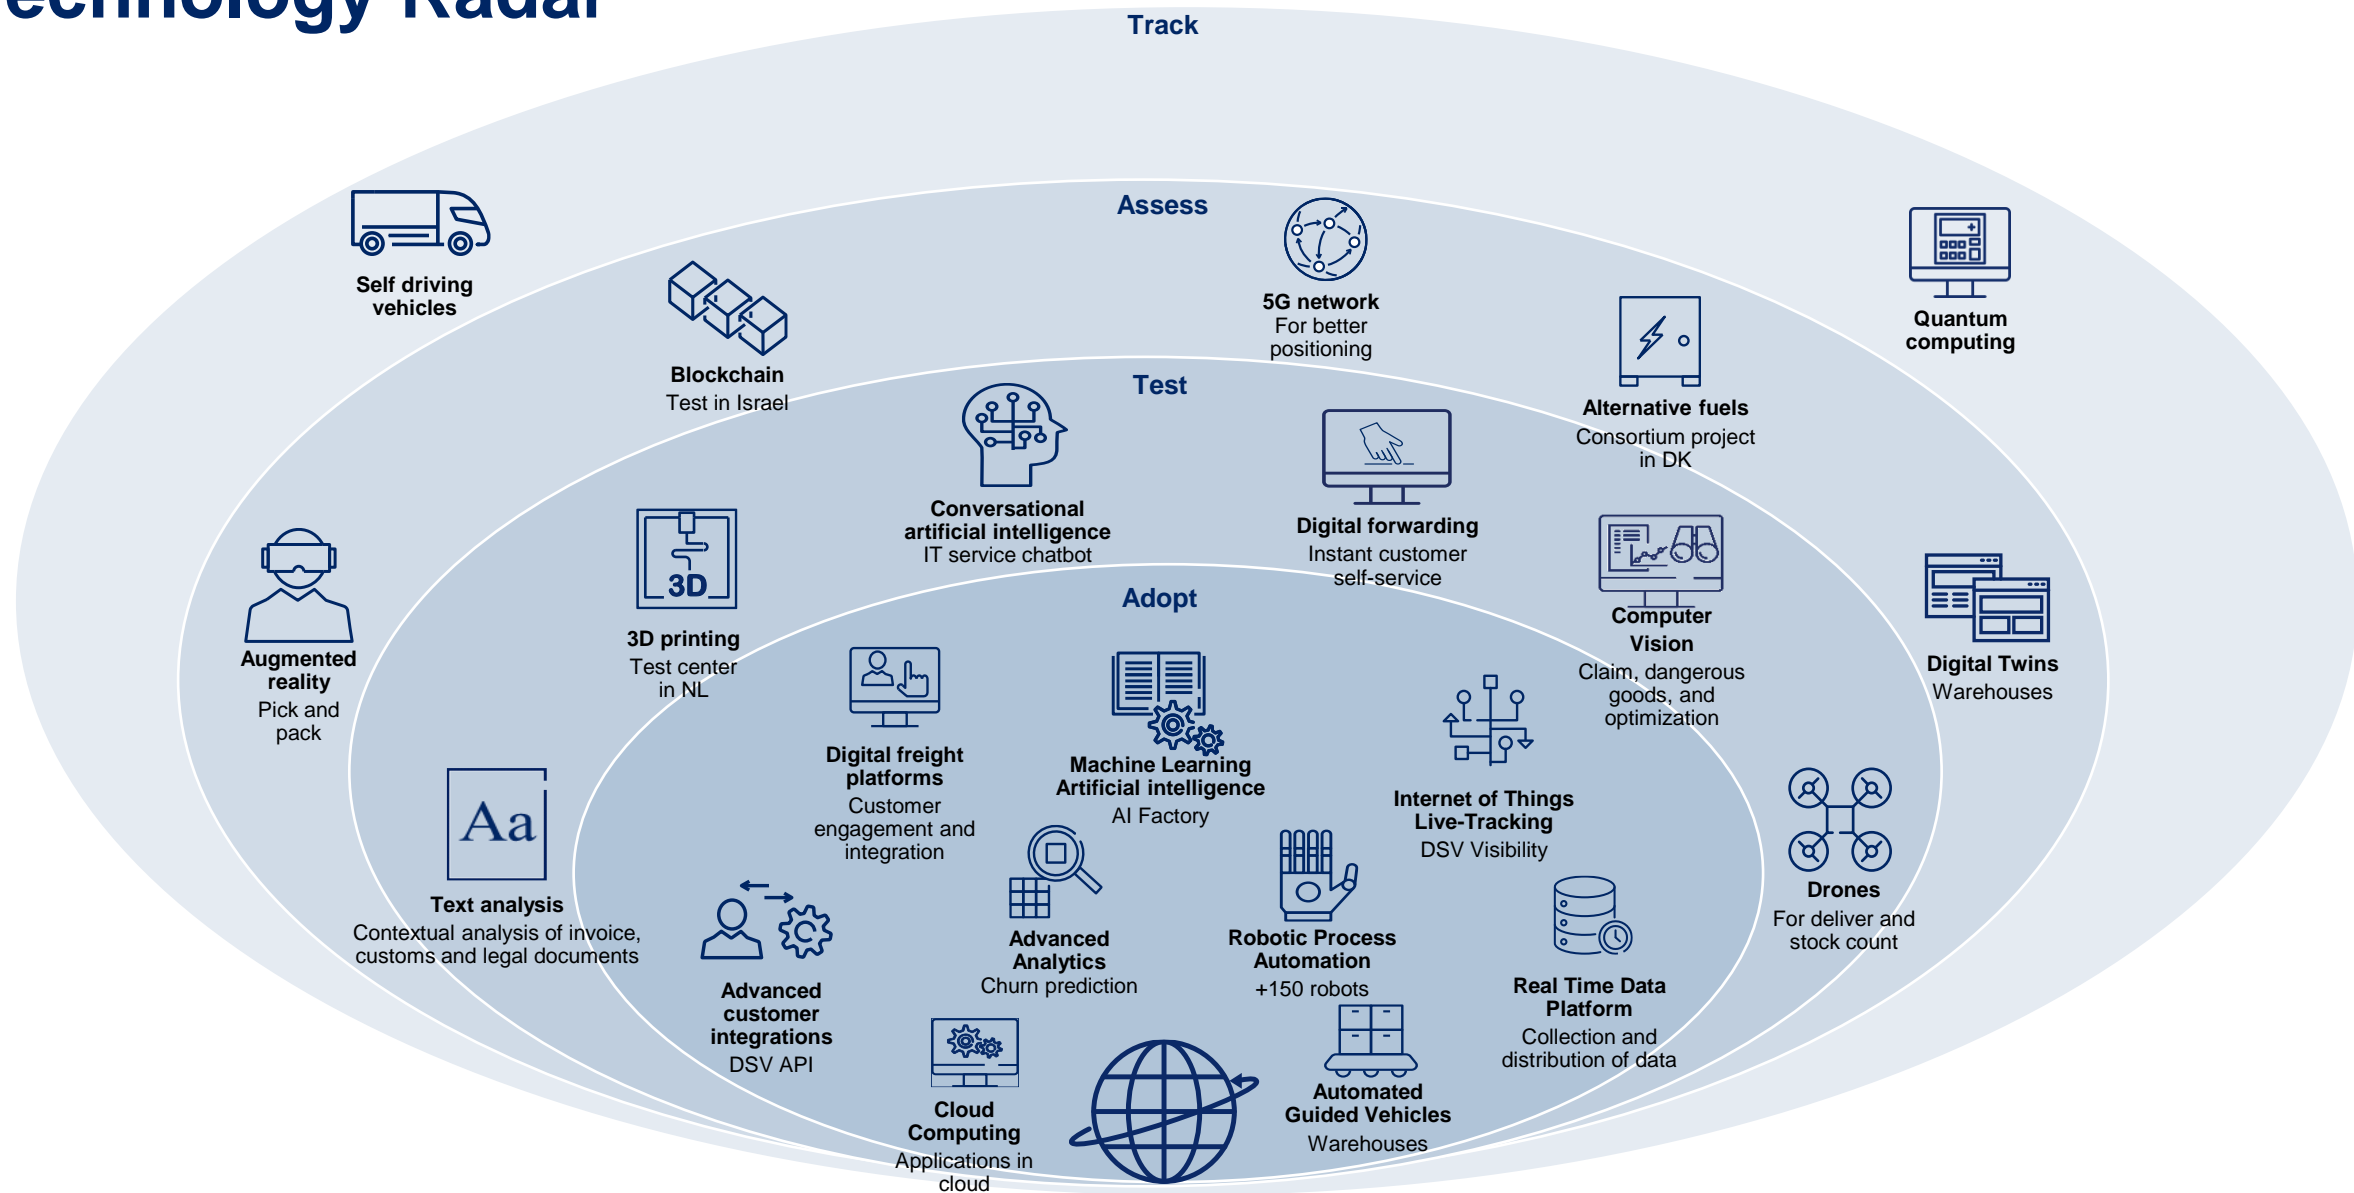 echnology Radar
Track
Assess
Self driving
vehicles
Quantum
computing
5G network
For better
positioning
Blockchain
Test in Israel
Test
Alternative fuels
Consortium project
in DK
Conversational
artificial intelligence
IT service chatbot
Digital forwarding
Instant customer
self-service
3D
3D printing
Test center
in NL
Adopt
Computer
Vision
Claim, dangerous
goods, and
optimization
Augmented
reality
Pick and
pack
Digital Twins
Warehouses
Digital freight
platforms
Customer
engagement and
integration
Machine Learning
Artificial intelligence
AI Factory
Internet of Things
Live-Tracking
DSV Visibility
Aa
Text analysis
Contextual analysis of invoice,
customs and legal documents
Drones
For deliver and
stock count
Advanced
Analytics
Churn prediction
Robotic Process
Automation
+150 robots
Advanced
customer
integrations
DSV API
Real Time Data
Platform
Collection and
distribution of data
Cloud
Computing
Applications in
cloud
Automated
Guided Vehicles
Warehouses